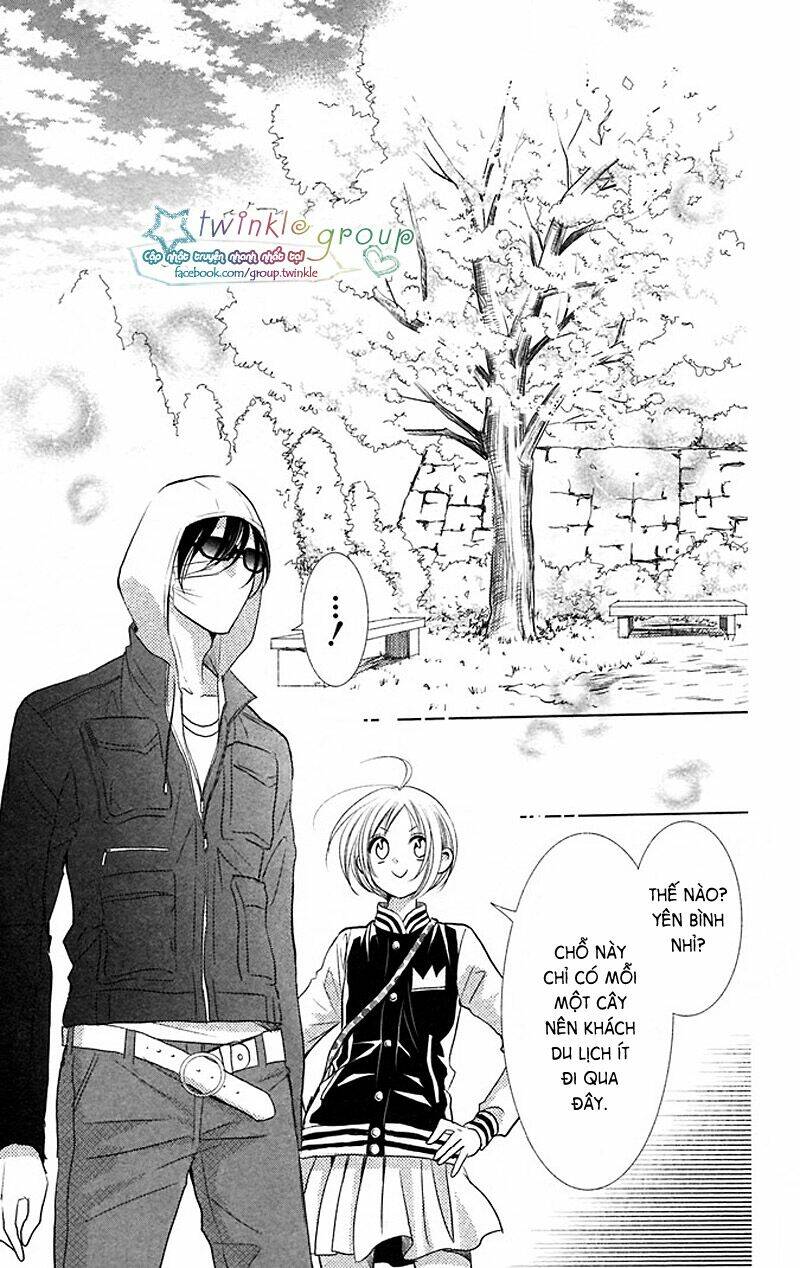 twinkle group
cập nhật truyện nhanh nhất tại
facebook.com/group.twinkle
...!
THẾ NÀO?
YÊN BÌNH
NHỈ?
CHỖ NÀY
CHỈ CÓ MỖI
MỘT CÂY
NÊN KHÁCH
DU LỊCH ÍT
ĐI QUA
ĐÂY.